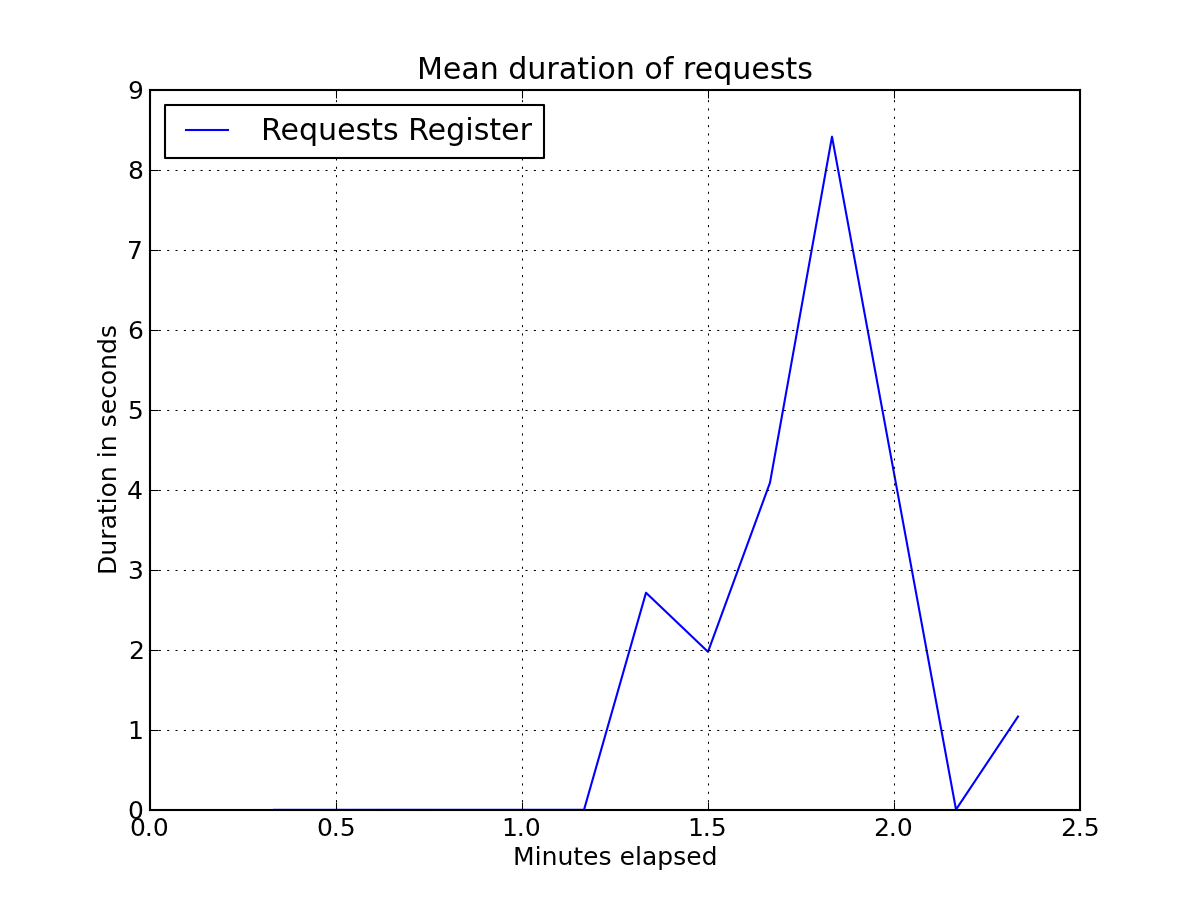 Mean duration of requests
Requests Register
9
8
7
6
5
4
3
2
1
0
Duration in seconds
0.0 0.5 1.0 1.5 2.0 2.5
Minutes elapsed